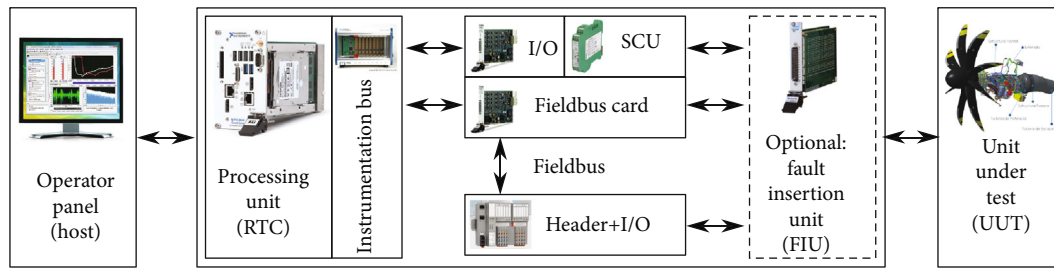 Operator
panel
(host)
Processing
unit
(RTC)
Instrumentation bus
I/O
SCU
Fieldbus card
Fieldbus
Header+I/O
Optional:
fault
insertion
unit
(FIU)
Unit
under
test
(UUT)